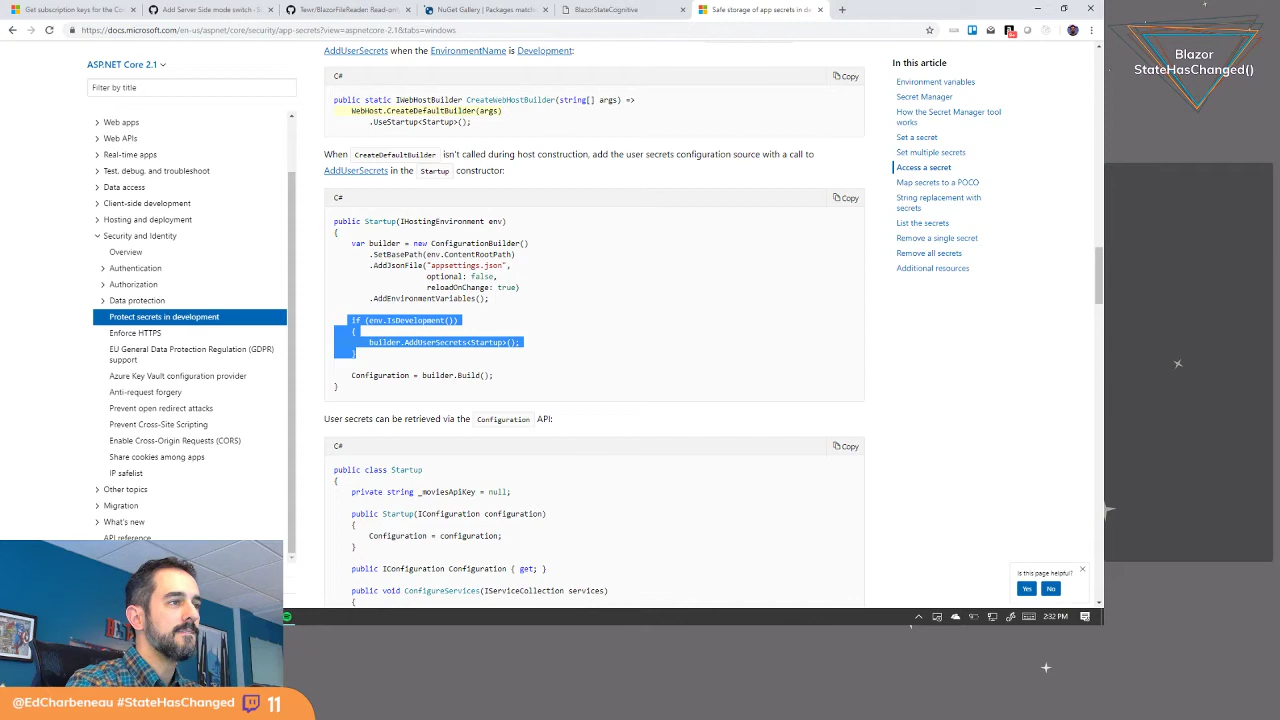 Get subscription keys for the Co
Add Server Side mode switch - S
Tewr/BlazorFileReader: Read-only
NuGet Gallery | Packages match
BlazorStateCognitive
Safe storage of app secrets in de
https://docs.microsoft.com/en-us/aspnet/core/security/app-secrets?view=aspnetcore-2.1&tabs=windows
Blazor
StateHasChanged()
ASP.NET Core 2.1
Filter by title
Web apps
Web APIs
Real-time apps
Test, debug, and troubleshoot
Data access
Client-side development
Hosting and deployment
Security and Identity
Overview
Authentication
Authorization
Data protection
Protect secrets in development
Enforce HTTPS
EU General Data Protection Regulation (GDPR)
support
Azure Key Vault configuration provider
Anti-request forgery
Prevent open redirect attacks
Prevent Cross-Site Scripting
Enable Cross-Origin Requests (CORS)
Share cookies among apps
IP safelist
Other topics
Migration
What's new
API reference
AddUserSecrets when the EnvironmentName is Development:
C#
Copy
public static IWebHostBuilder CreateWebHostBuilder(string[] args) =>
WebHost.CreateDefaultBuilder(args)
.UseStartup<Startup>();
When CreateDefaultBuilder isn't called during host construction, add the user secrets configuration source with a call to
AddUserSecrets in the Startup constructor:
C#
Copy
public Startup(IHostingEnvironment env)
{
var builder = new ConfigurationBuilder()
.SetBasePath(env.ContentRootPath)
.AddJsonFile("appsettings.json",
optional: false,
reloadOnChange: true)
.AddEnvironmentVariables();
if (env.IsDevelopment())
{
builder.AddUserSecrets<Startup>();
}
Configuration = builder.Build();
}
User secrets can be retrieved via the Configuration API:
C#
Copy
public class Startup
{
private string _moviesApiKey = null;
public Startup(IConfiguration configuration)
{
Configuration = configuration;
}
public IConfiguration Configuration { get; }
public void ConfigureServices(IServiceCollection services)
{
In this article
Environment variables
Secret Manager
How the Secret Manager tool
works
Set a secret
Set multiple secrets
Access a secret
Map secrets to a POCO
String replacement with
secrets
List the secrets
Remove a single secret
Remove all secrets
Additional resources
Is this page helpful?
Yes No
2:32 PM
@EdCharbeneau #StateHasChanged 11